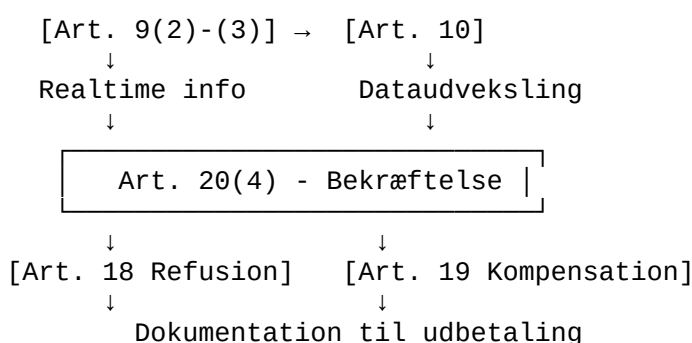 [Art. 9(2)-(3)] → [Art. 10]
↓ ↓
Realtime info Dataudveksling
↓ ↓
Art. 20(4) - Bekræftelse
↓ ↓
[Art. 18 Refusion] [Art. 19 Kompensation]
↓ ↓
Dokumentation til udbetaling